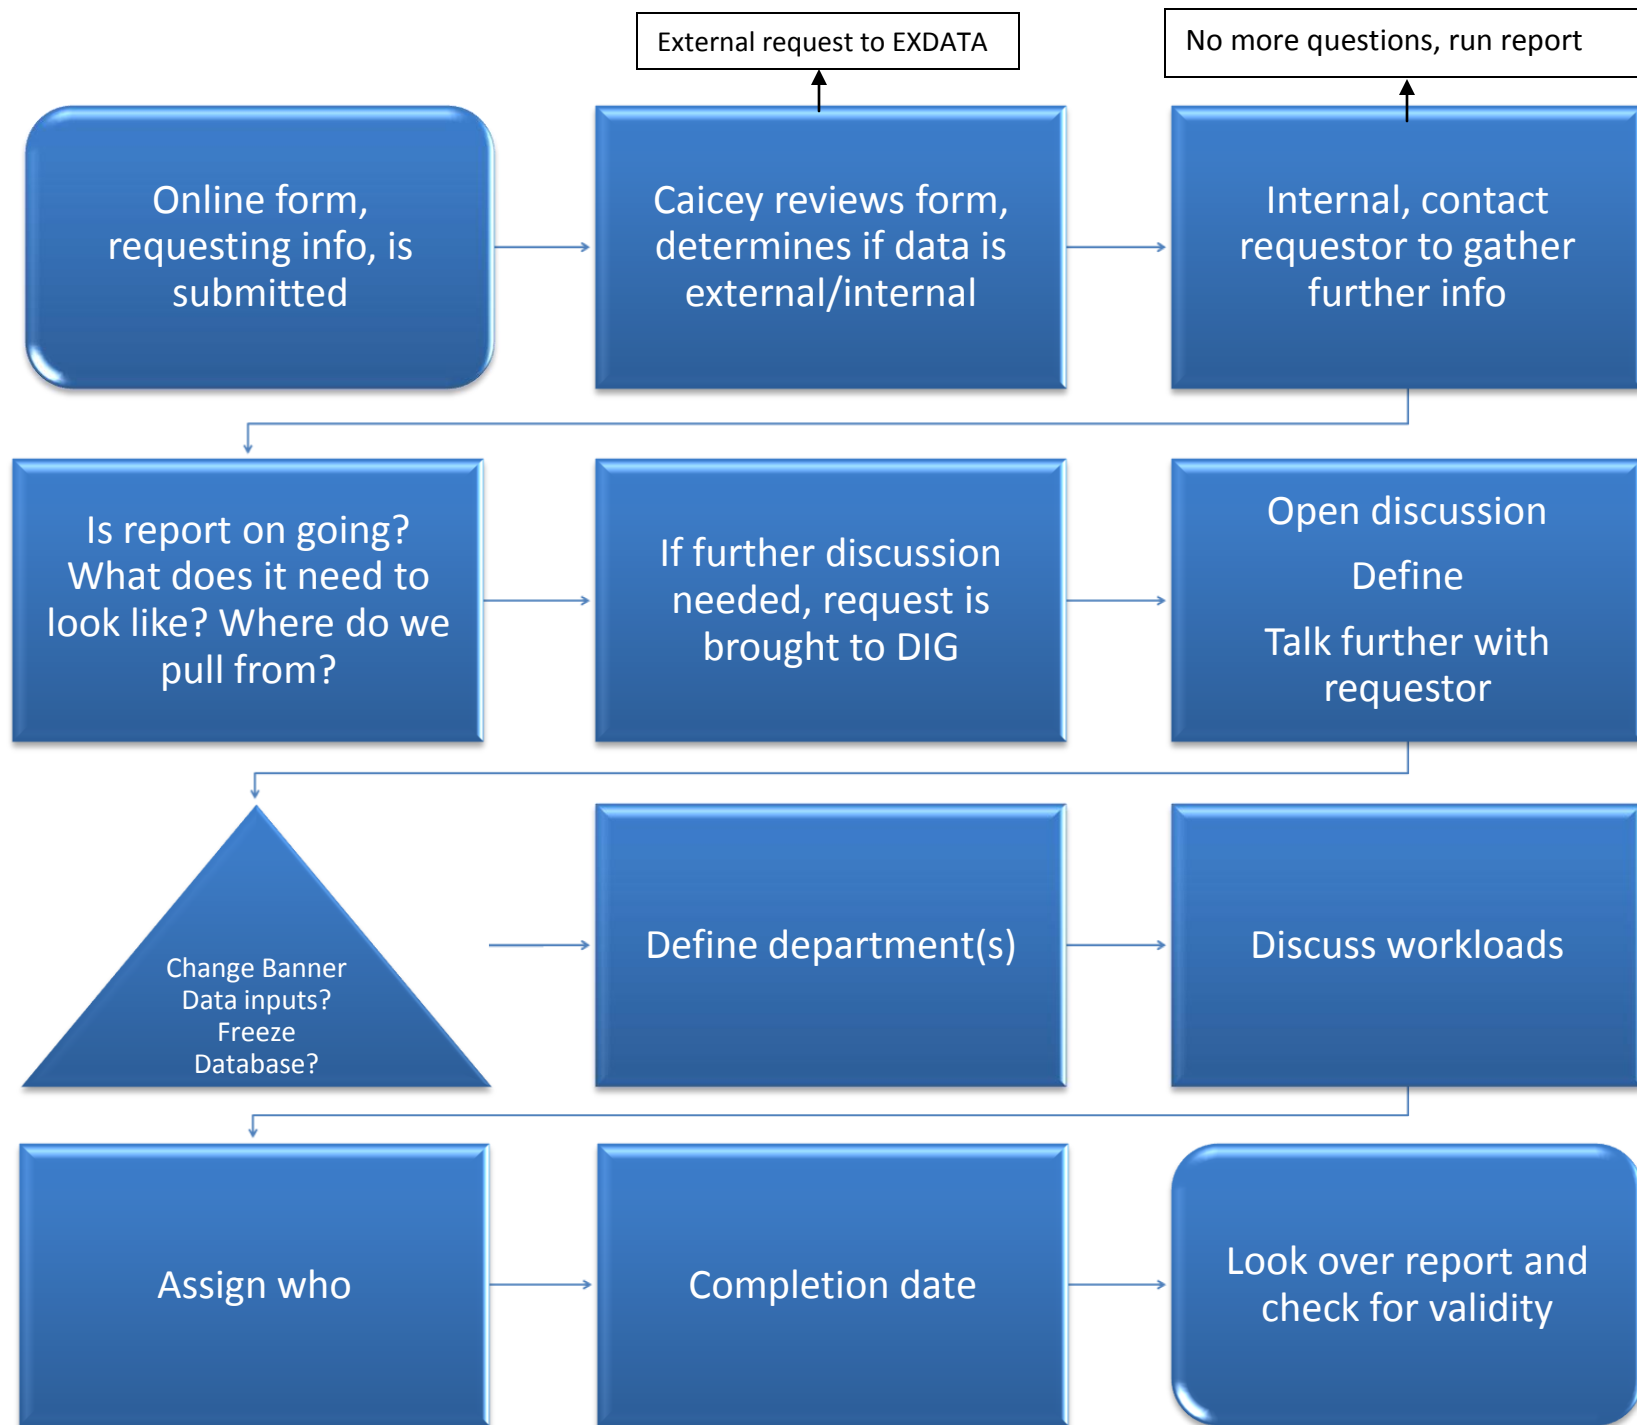 External request to EXDATA
No more questions, run report
Online form,
requesting info, is
submitted
Caicey reviews form,
determines if data is
external/internal
Internal, contact
requestor to gather
further info
Is report on going?
What does it need to
look like? Where do we
pull from?
If further discussion
needed, request is
brought to DIG
Open discussion
Define
Talk further with
requestor
Change Banner
Data inputs?
Freeze
Database?
Define department(s)
Discuss workloads
Assign who
Completion date
Look over report and
check for validity